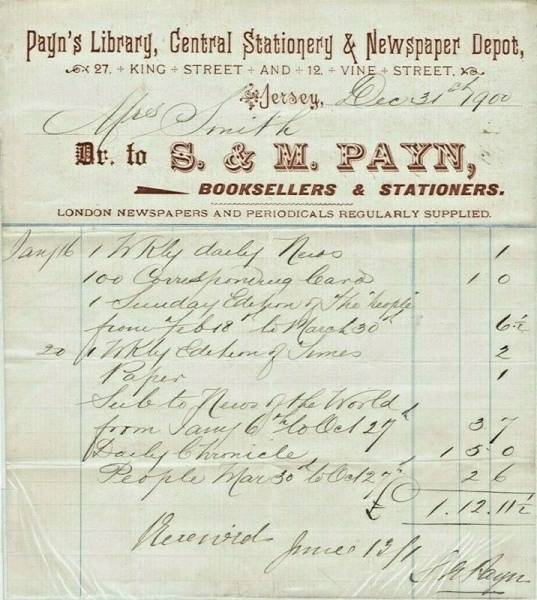 Payn's Library, Central Stationery & Newspaper Depot,
27. + KING + STREET + AND + 12. + VINE + STREET.
Jersey, Dec 31st 1900
Mrs Smith
Dr. to S. & M. PAYN,
BOOKSELLERS & STATIONERS.
LONDON NEWSPAPERS AND PERIODICALS REGULARLY SUPPLIED.
Jany 16 1 Wkly daily News 1
100 Corresponding Cards 1 0
1 Sunday Edition of The People
from Feb 18th to March 30th 6½
20 1 Wkly Edition of Times 2
Paper 1
Sub to News of the World
from Jany 6th to Oct 27th 3 7
Daily Chronicle 1 5 0
People Mar 30th to Oct 27th 2 6
£ 1.12.11½
Received June 13/1
Payn